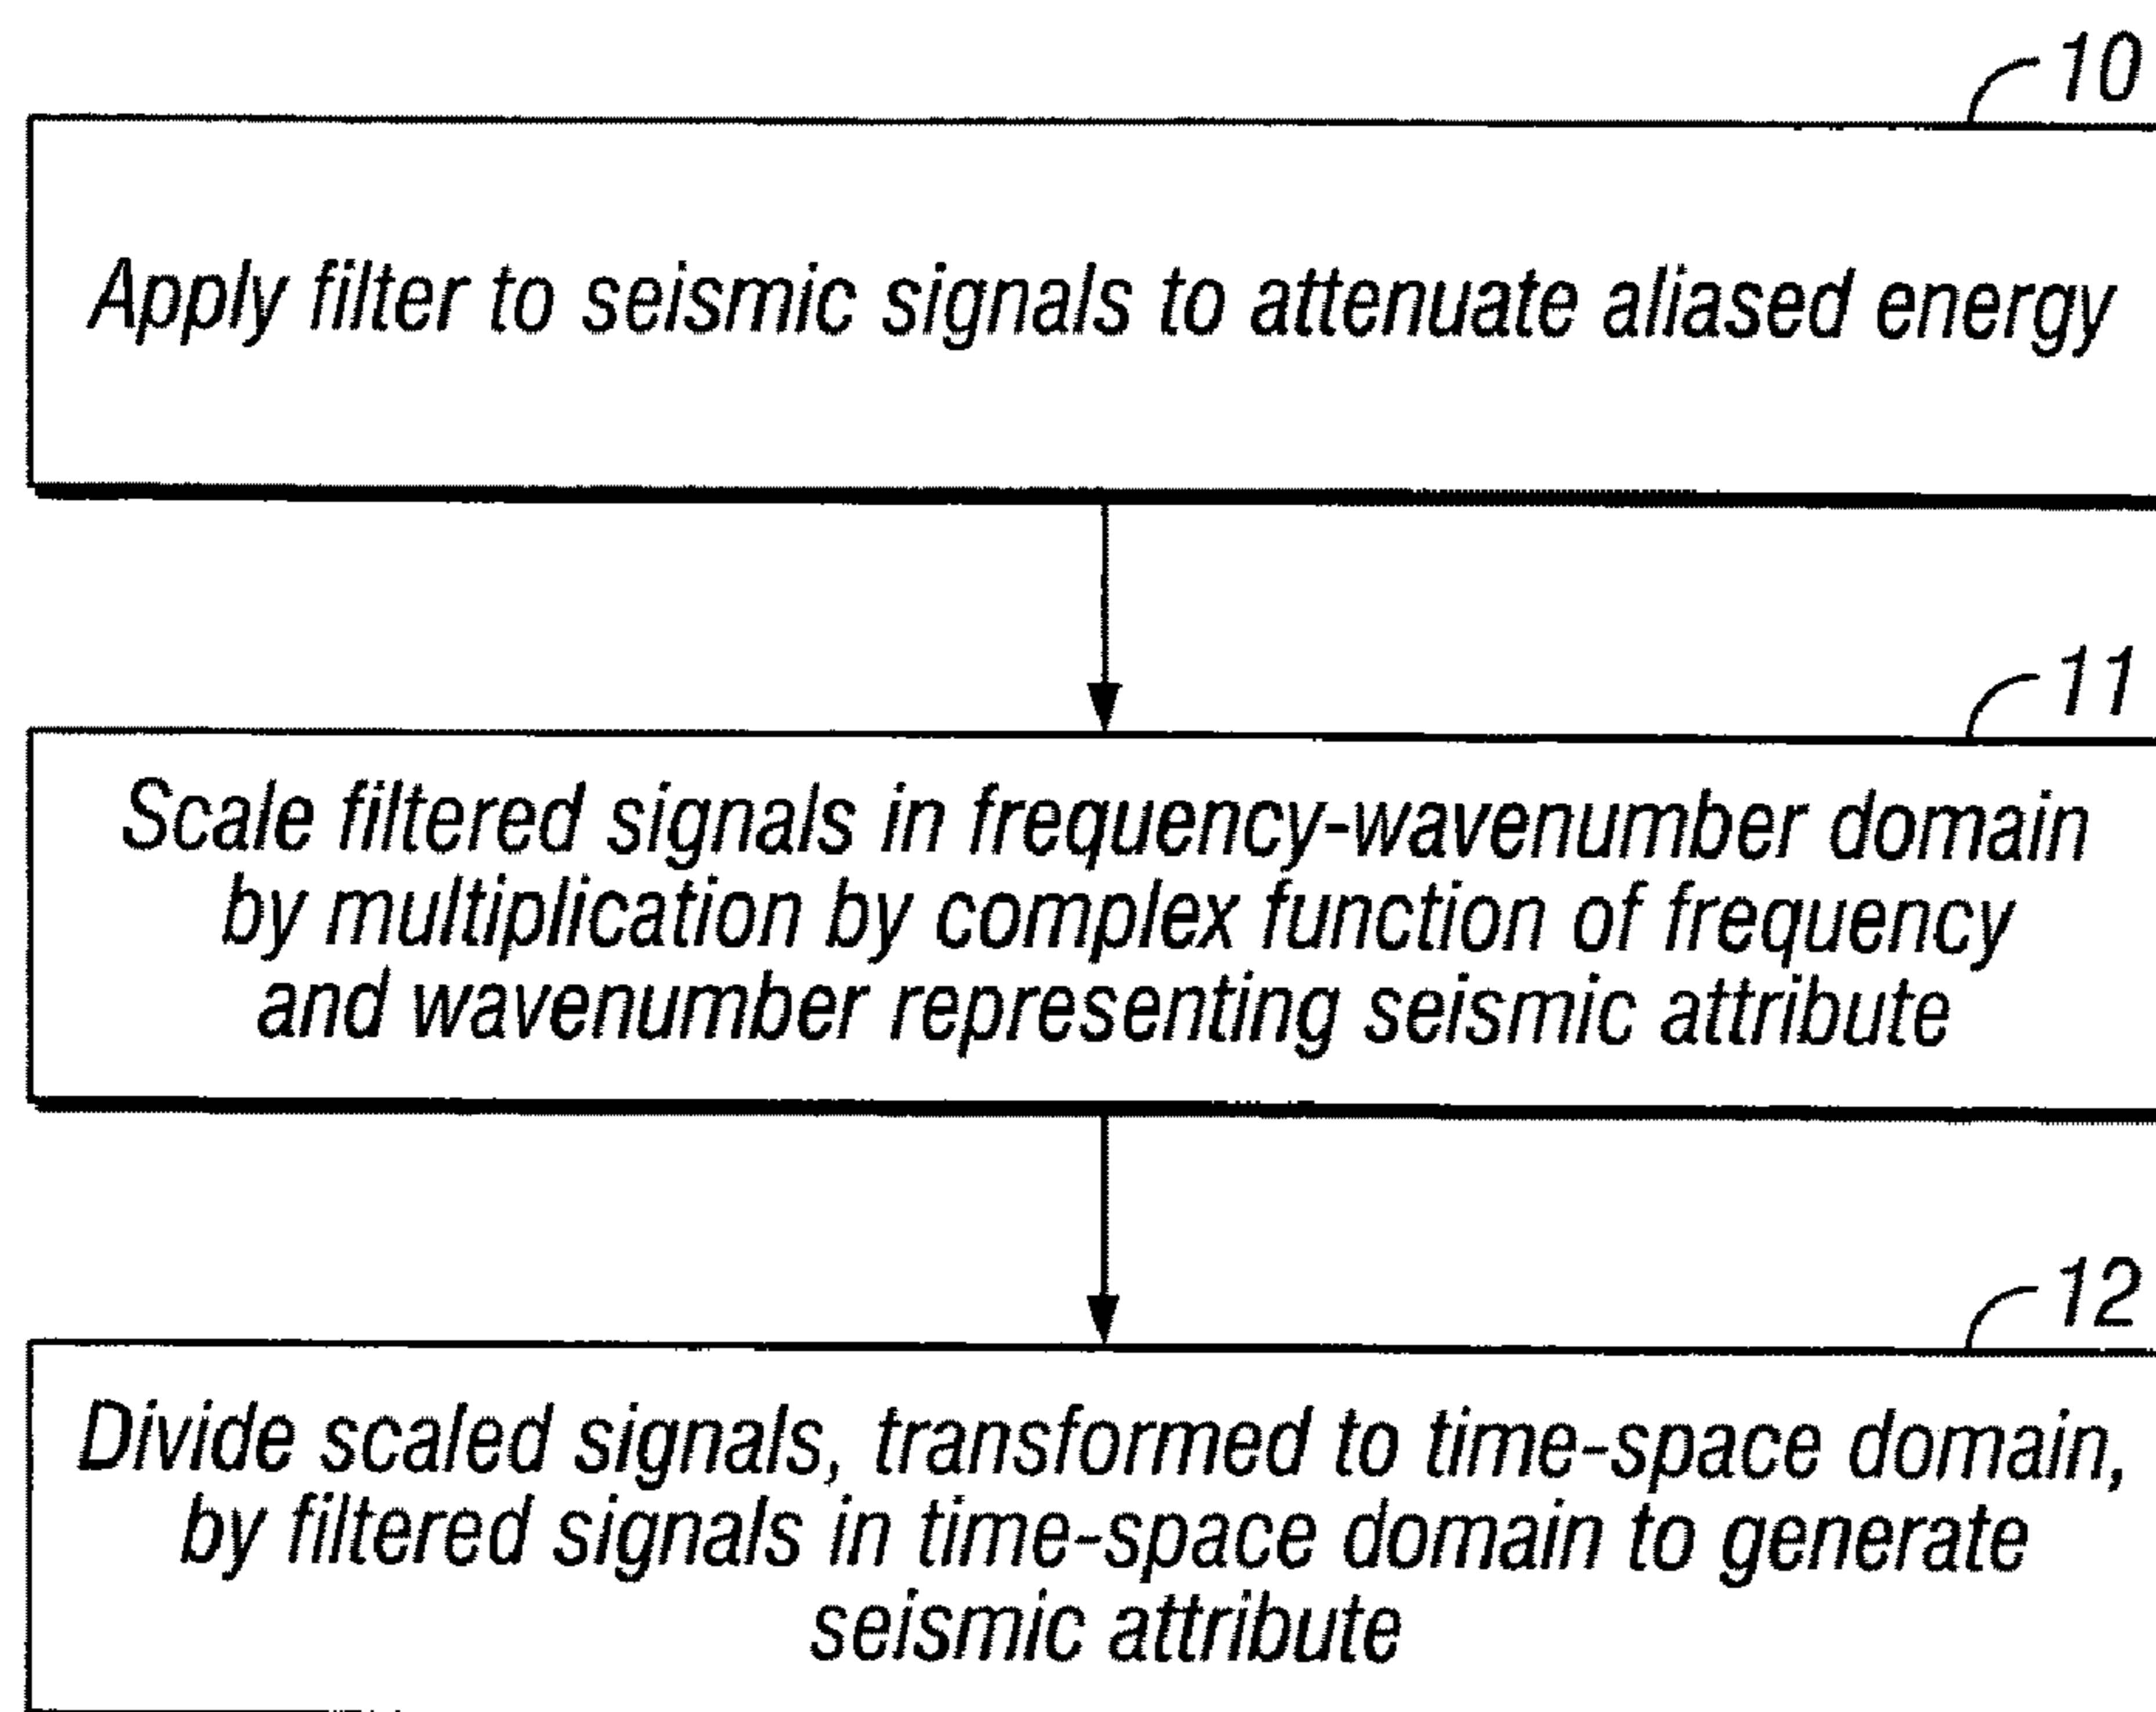 10
Apply filter to seismic signals to attenuate aliased energy
11
Scale filtered signals in frequency-wavenumber domain
by multiplication by complex function of frequency
and wavenumber representing seismic attribute
12
Divide scaled signals, transformed to time-space domain,
by filtered signals in time-space domain to generate
seismic attribute